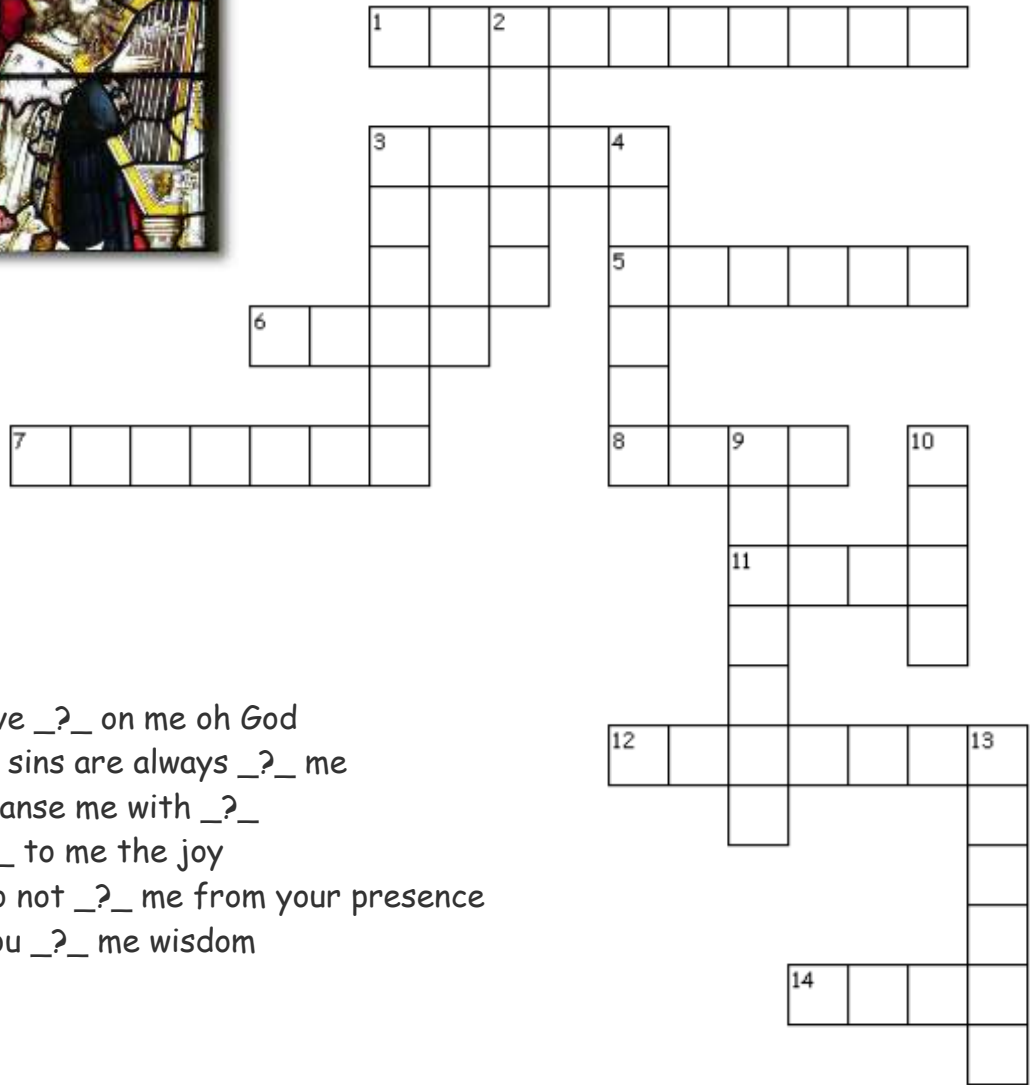 1 2
3 4
5
6
7 8 9 10
11
ve _?_ on me oh God
sins are always _?_ me
anse me with _?_
_ to me the joy
o not _?_ me from your presence
ou _?_ me wisdom
12 13
14